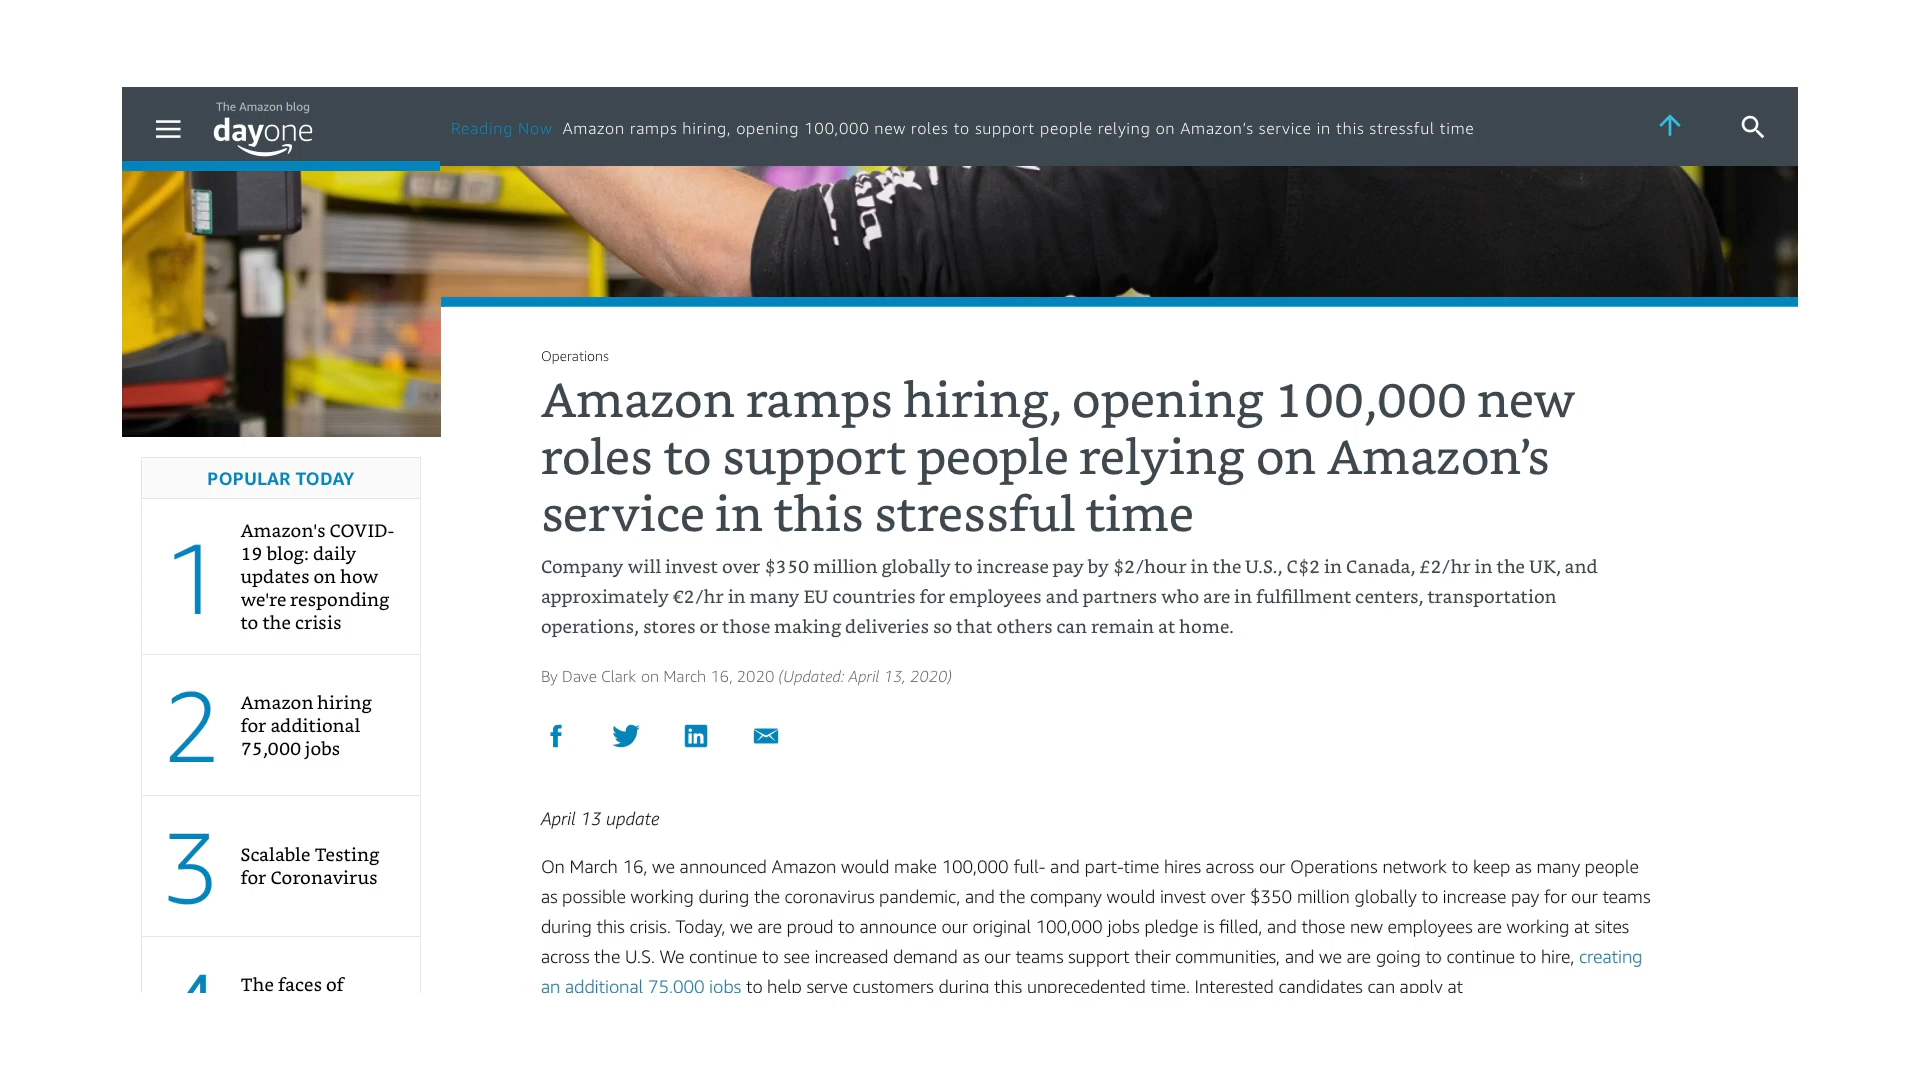 The Amazon blog
dayone
Reading Now Amazon ramps hiring, opening 100,000 new roles to support people relying on Amazon’s service in this stressful time
Operations
Amazon ramps hiring, opening 100,000 new
roles to support people relying on Amazon’s
service in this stressful time
Company will invest over $350 million globally to increase pay by $2/hour in the U.S., C$2 in Canada, £2/hr in the UK, and
approximately €2/hr in many EU countries for employees and partners who are in fulfillment centers, transportation
operations, stores or those making deliveries so that others can remain at home.
By Dave Clark on March 16, 2020 (Updated: April 13, 2020)
April 13 update
On March 16, we announced Amazon would make 100,000 full- and part-time hires across our Operations network to keep as many people
as possible working during the coronavirus pandemic, and the company would invest over $350 million globally to increase pay for our teams
during this crisis. Today, we are proud to announce our original 100,000 jobs pledge is filled, and those new employees are working at sites
across the U.S. We continue to see increased demand as our teams support their communities, and we are going to continue to hire, creating
an additional 75,000 jobs to help serve customers during this unprecedented time. Interested candidates can apply at
POPULAR TODAY
1
Amazon's COVID-
19 blog: daily
updates on how
we're responding
to the crisis
2
Amazon hiring
for additional
75,000 jobs
3
Scalable Testing
for Coronavirus
4
The faces of